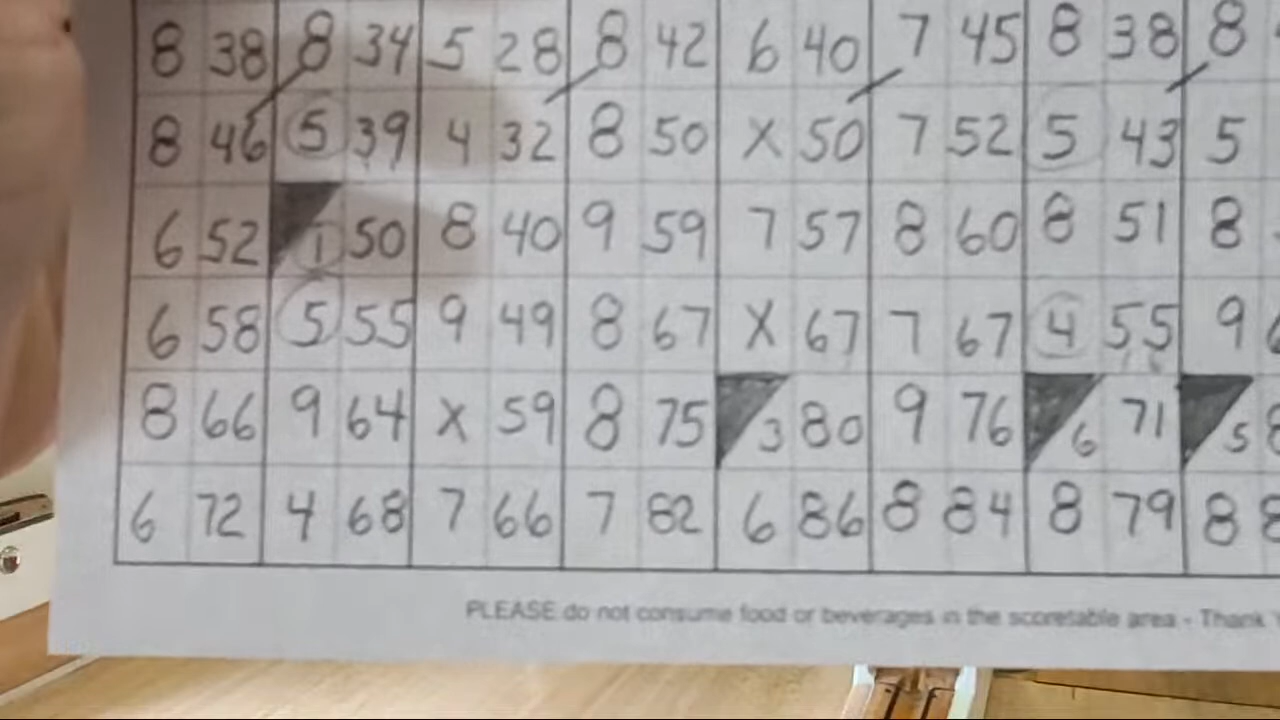 8 38 8 34 5 28 8 42 6 40 7 45 8 38 8
8 46 5 39 4 32 8 50 X 50 7 52 5 43 5
6 52 1 50 8 40 9 59 7 57 8 60 8 51 8
6 58 5 55 9 49 8 67 X 67 7 67 4 55 9
8 66 9 64 X 59 8 75 3 80 9 76 6 71 5 8
6 72 4 68 7 66 7 82 6 86 8 84 8 79 8 8
PLEASE do not consume food or beverages in the scoretable area - Thank